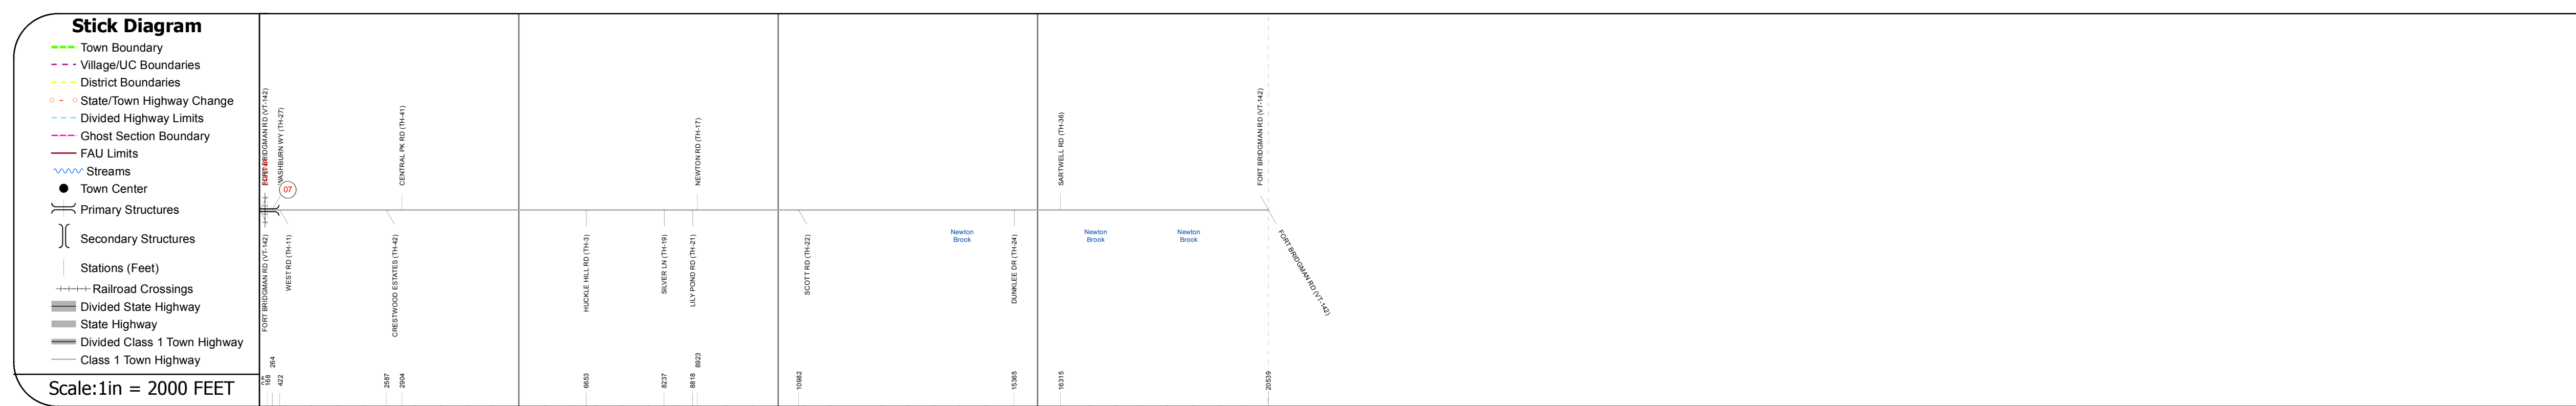 Stick Diagram
Town Boundary
Village/UC Boundaries
District Boundaries
State/Town Highway Change
Divided Highway Limits
Ghost Section Boundary
FAU Limits
Streams
Town Center
Primary Structures
Secondary Structures
Stations (Feet)
Railroad Crossings
Divided State Highway
State Highway
Divided Class 1 Town Highway
Class 1 Town Highway
Scale:1in = 2000 FEET
FORT BRIDGMAN RD (VT-142)
WASHBURN WY (TH-27)
07
CENTRAL PK RD (TH-41)
NEWTON RD (TH-17)
SARTWELL RD (TH-36)
FORT BRIDGMAN RD (VT-142)
FORT BRIDGMAN RD (VT-142)
WEST RD (TH-11)
CRESTWOOD ESTATES (TH-42)
HUCKLE HILL RD (TH-3)
SILVER LN (TH-19)
LILY POND RD (TH-21)
SCOTT RD (TH-22)
Newton
Brook
DUNKLEE DR (TH-24)
Newton
Brook
Newton
Brook
FORT BRIDGMAN RD (VT-142)
168
264
422
2587
2904
6653
8237
8818
8923
10982
15365
16315
20539